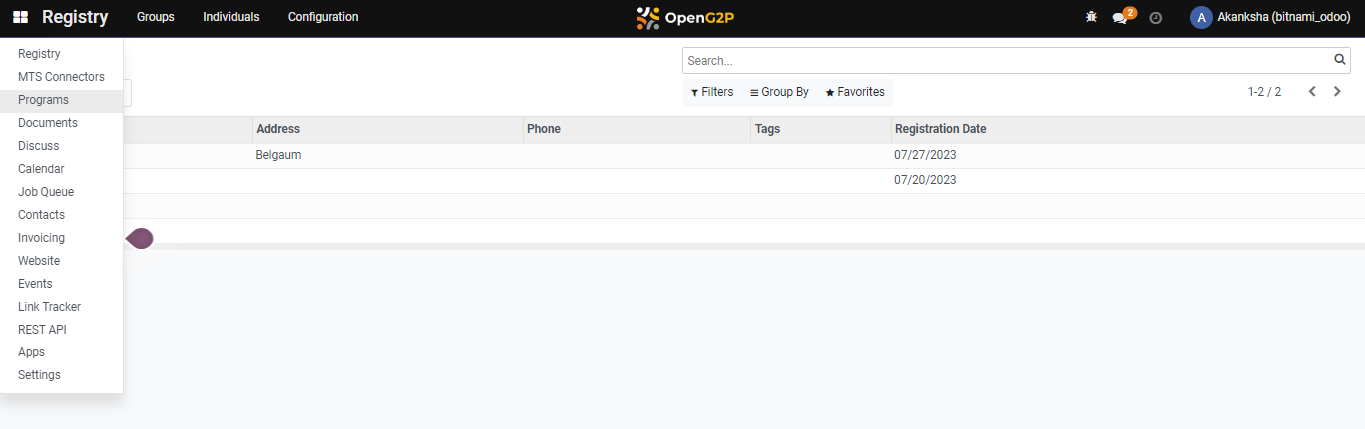 Registry Groups Individuals Configuration OpenG2P 2 A Akanksha (bitnami_odoo)
Registry
MTS Connectors
Programs
Documents
Discuss
Calendar
Job Queue
Contacts
Invoicing
Website
Events
Link Tracker
REST API
Apps
Settings
Search...
Filters Group By Favorites 1-2 / 2
Address Phone Tags Registration Date
Belgaum 07/27/2023
07/20/2023